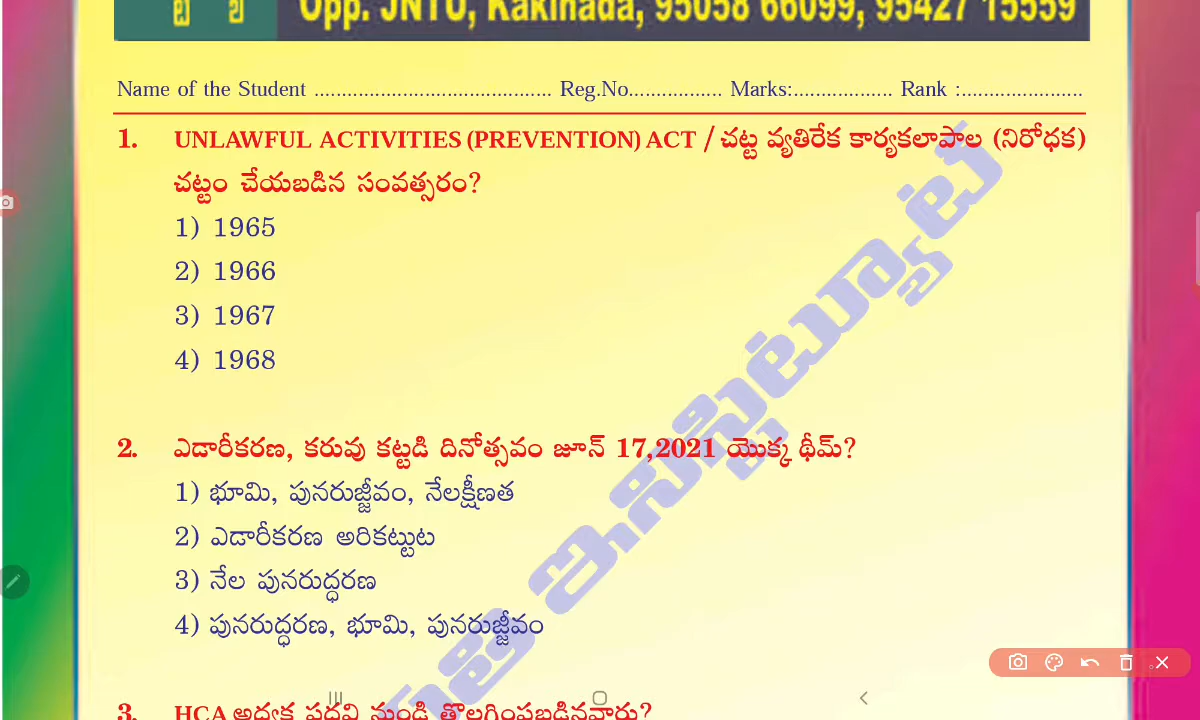 Opp. JNTU, Kakinada, 95058 66099, 95427 15559
Name of the Student ........................................... Reg.No................. Marks:.................. Rank :......................
1. UNLAWFUL ACTIVITIES (PREVENTION) ACT / చట్ట వ్యతిరేక కార్యకలాపాల (నిరోధక)
చట్టం చేయబడిన సంవత్సరం?
1) 1965
2) 1966
3) 1967
4) 1968
2. ఎడారీకరణ, కరువు కట్టడి దినోత్సవం జూన్ 17,2021 యొక్క థీమ్?
1) భూమి, పునరుజ్జీవం, నేలక్షీణత
2) ఎడారీకరణ అరికట్టుట
3) నేల పునరుద్ధరణ
4) పునరుద్ధరణ, భూమి, పునరుజ్జీవం
3. HCA అధ్యక్ష పదవి నుండి తొలగింపబడినవారు?